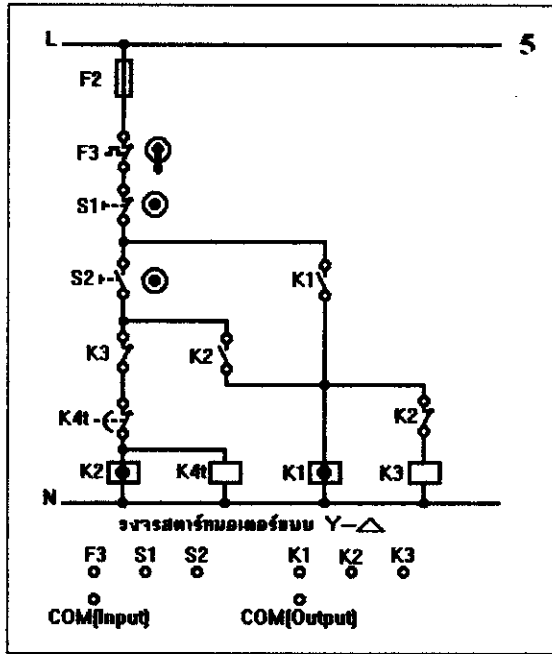 L 5
F2
F3
S1
S2 K1
K3 K2
K4t K2
K2 K4t K1 K3
N
วงจรสตาร์ทมอเตอร์แบบ Y-△
F3 S1 S2 K1 K2 K3
COM(Input) COM(Output)